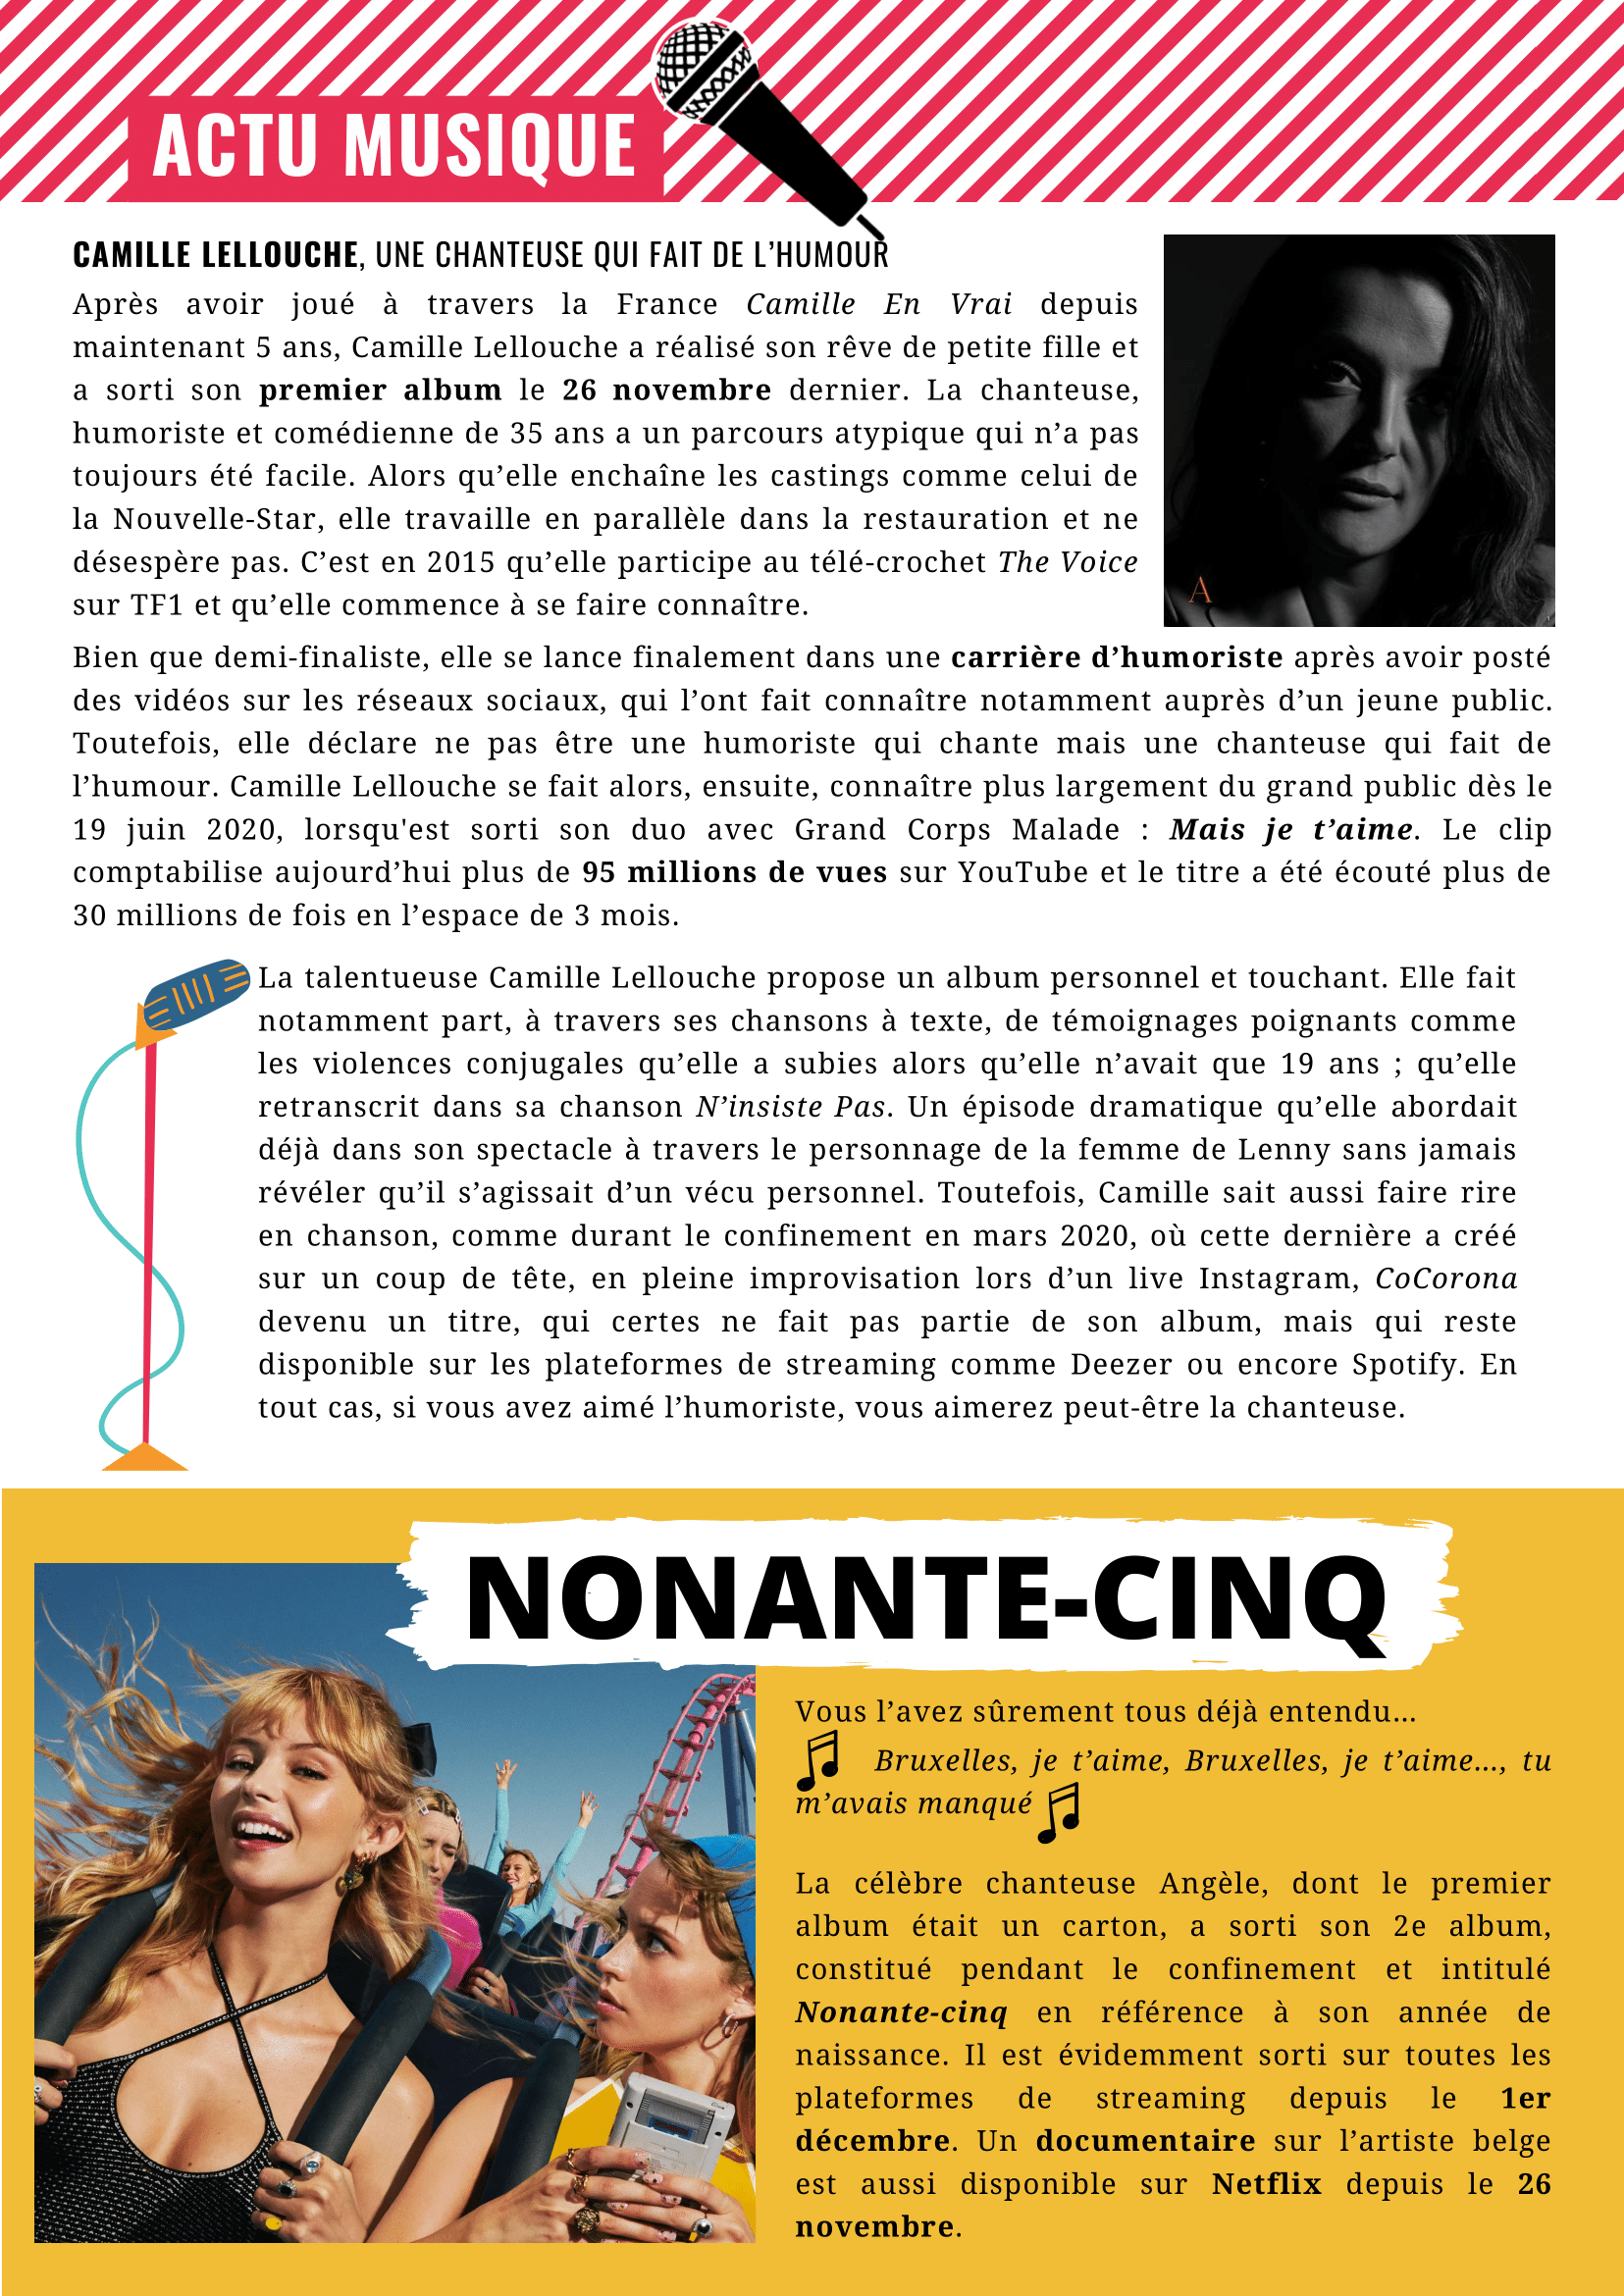 ACTU MUSIQUE
CAMILLE LELLOUCHE, UNE CHANTEUSE QUI FAIT DE L’HUMOUR
Après avoir joué à travers la France Camille En Vrai depuis
maintenant 5 ans, Camille Lellouche a réalisé son rêve de petite fille et
a sorti son premier album le 26 novembre dernier. La chanteuse,
humoriste et comédienne de 35 ans a un parcours atypique qui n’a pas
toujours été facile. Alors qu’elle enchaîne les castings comme celui de
la Nouvelle-Star, elle travaille en parallèle dans la restauration et ne
désespère pas. C’est en 2015 qu’elle participe au télé-crochet The Voice
sur TF1 et qu’elle commence à se faire connaître.
A
Bien que demi-finaliste, elle se lance finalement dans une carrière d’humoriste après avoir posté
des vidéos sur les réseaux sociaux, qui l’ont fait connaître notamment auprès d’un jeune public.
Toutefois, elle déclare ne pas être une humoriste qui chante mais une chanteuse qui fait de
l’humour. Camille Lellouche se fait alors, ensuite, connaître plus largement du grand public dès le
19 juin 2020, lorsqu'est sorti son duo avec Grand Corps Malade : Mais je t’aime. Le clip
comptabilise aujourd’hui plus de 95 millions de vues sur YouTube et le titre a été écouté plus de
30 millions de fois en l’espace de 3 mois.
La talentueuse Camille Lellouche propose un album personnel et touchant. Elle fait
notamment part, à travers ses chansons à texte, de témoignages poignants comme
les violences conjugales qu’elle a subies alors qu’elle n’avait que 19 ans ; qu’elle
retranscrit dans sa chanson N’insiste Pas. Un épisode dramatique qu’elle abordait
déjà dans son spectacle à travers le personnage de la femme de Lenny sans jamais
révéler qu’il s’agissait d’un vécu personnel. Toutefois, Camille sait aussi faire rire
en chanson, comme durant le confinement en mars 2020, où cette dernière a créé
sur un coup de tête, en pleine improvisation lors d’un live Instagram, CoCorona
devenu un titre, qui certes ne fait pas partie de son album, mais qui reste
disponible sur les plateformes de streaming comme Deezer ou encore Spotify. En
tout cas, si vous avez aimé l’humoriste, vous aimerez peut-être la chanteuse.
NONANTE-CINQ
Vous l’avez sûrement tous déjà entendu...
Bruxelles, je t’aime, Bruxelles, je t’aime..., tu
m’avais manqué
La célèbre chanteuse Angèle, dont le premier
album était un carton, a sorti son 2e album,
constitué pendant le confinement et intitulé
Nonante-cinq en référence à son année de
naissance. Il est évidemment sorti sur toutes les
plateformes de streaming depuis le 1er
décembre. Un documentaire sur l’artiste belge
est aussi disponible sur Netflix depuis le 26
novembre.